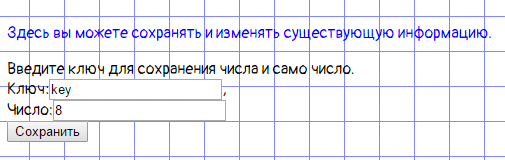 Здесь вы можете сохранять и изменять существующую информацию.
Введите ключ для сохранения числа и само число.
Ключ: key ,
Число: 8
Сохранить